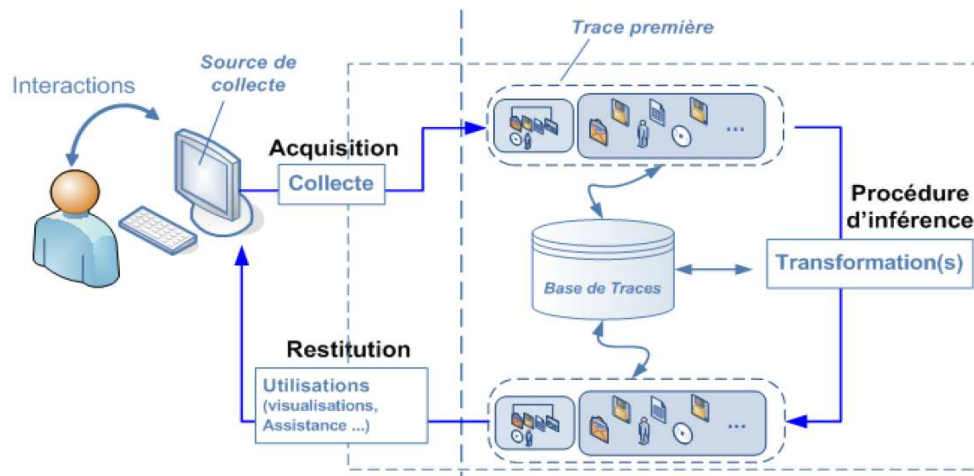 Trace première
Source de
collecte
Interactions
Acquisition
Collecte
...
Procédure
d'inférence
Transformation(s)
Base de Traces
Restitution
Utilisations
(visualisations,
Assistance ...)
...